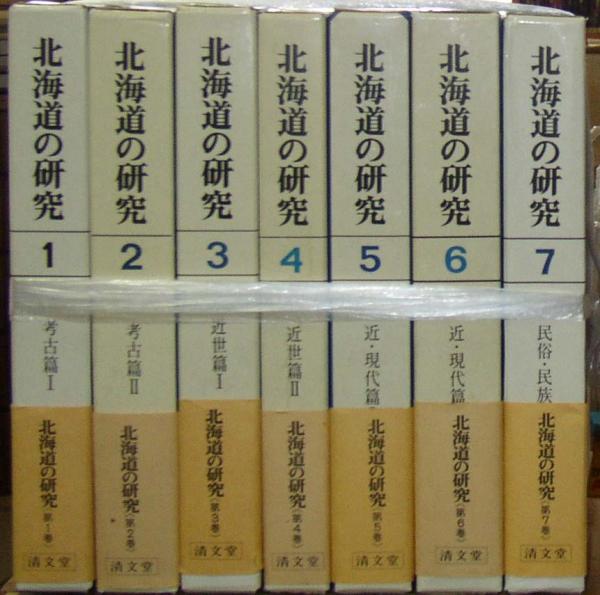 北海道の研究
1
考古篇Ⅰ
北海道の研究(第1巻)
清文堂
北海道の研究
2
考古篇Ⅱ
北海道の研究(第2巻)
清文堂
北海道の研究
3
近世篇Ⅰ
北海道の研究(第3巻)
清文堂
北海道の研究
4
近世篇Ⅱ
北海道の研究(第4巻)
清文堂
北海道の研究
5
近・現代篇
北海道の研究(第5巻)
清文堂
北海道の研究
6
近・現代篇
北海道の研究(第6巻)
清文堂
北海道の研究
7
民俗・民族
北海道の研究(第7巻)
清文堂